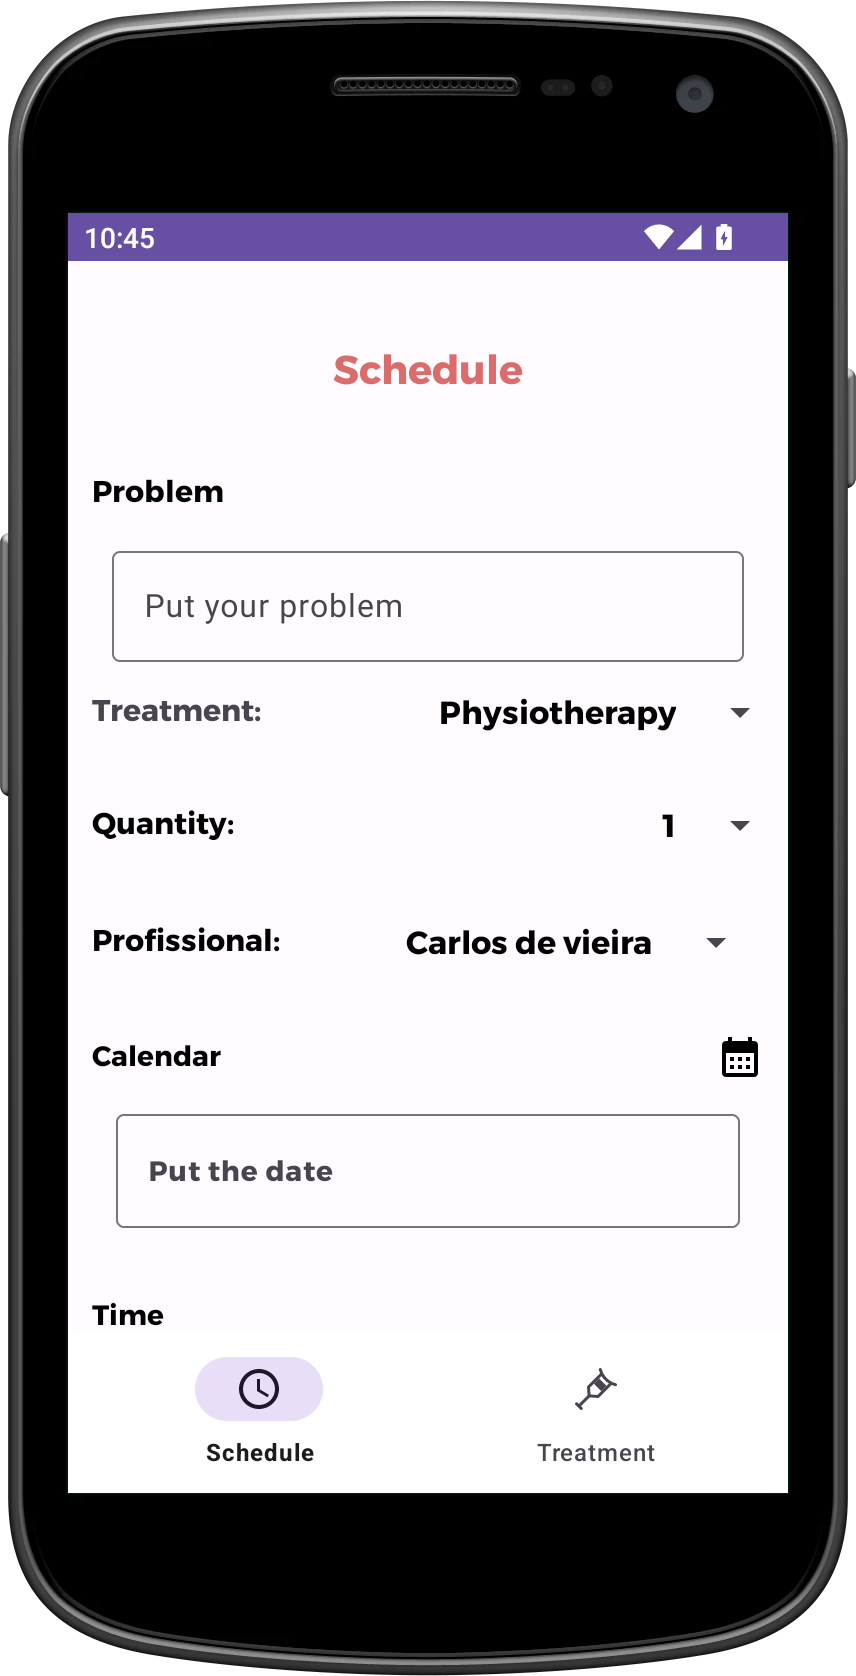 10:45
Schedule
Problem
Put your problem
Treatment: Physiotherapy
Quantity: 1
Profissional: Carlos de vieira
Calendar
Put the date
Time
Schedule Treatment